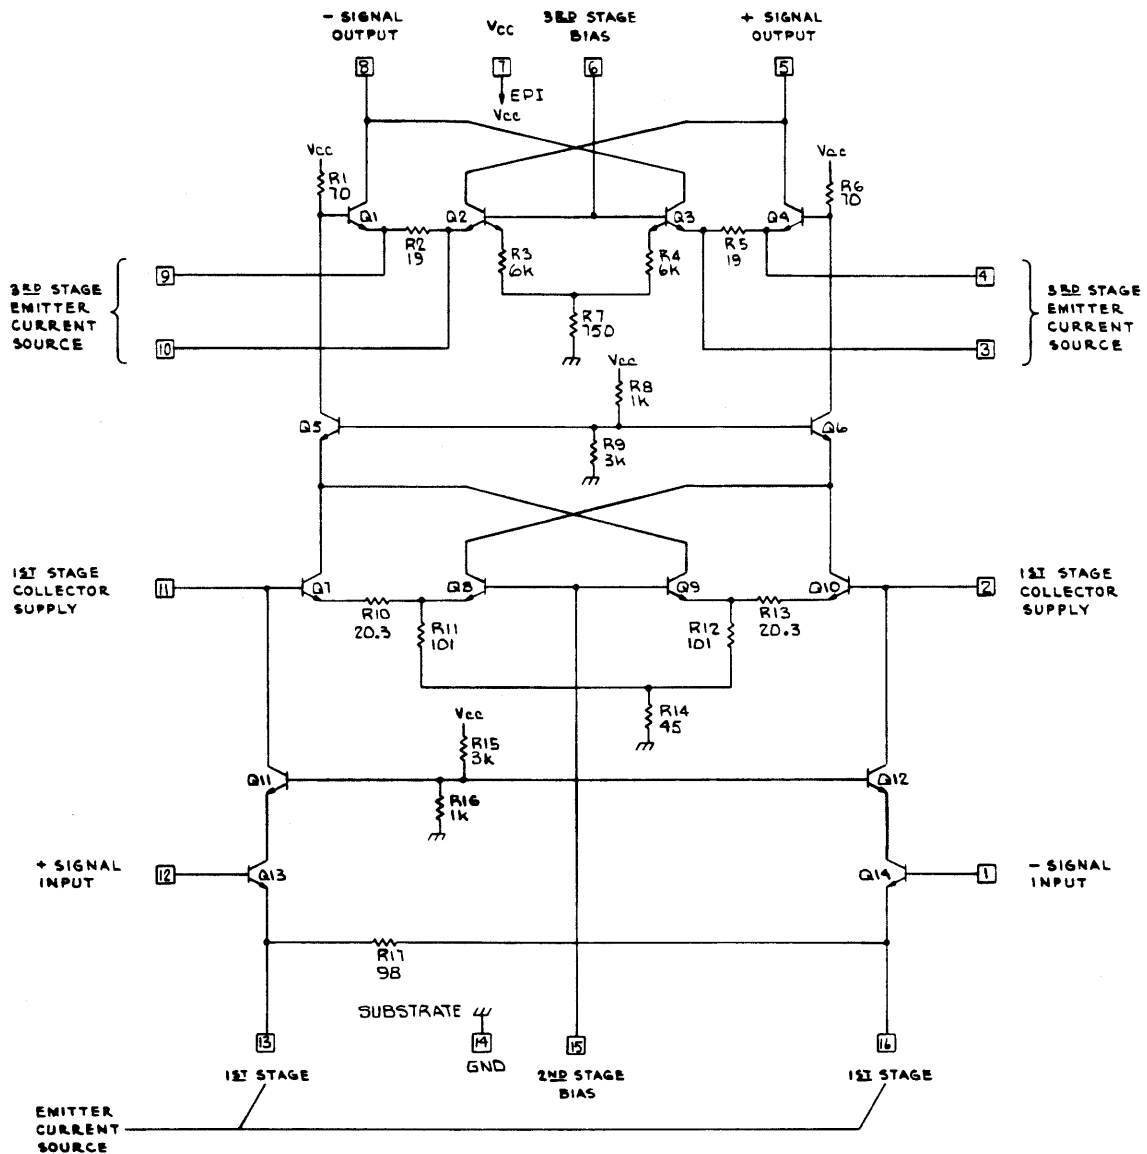 – SIGNAL OUTPUT
VCC
3RD STAGE BIAS
+ SIGNAL OUTPUT
8
7
6
5
EPI
VCC
VCC
VCC
R1
70
R6
70
Q1
Q2
Q3
Q4
R2
19
R5
19
R3
6K
R4
6K
9
4
3RD STAGE
EMITTER
CURRENT
SOURCE
3RD STAGE
EMITTER
CURRENT
SOURCE
R7
750
10
3
VCC
R8
1K
Q5
Q6
R9
3K
1ST STAGE
COLLECTOR
SUPPLY
11
Q7
Q8
Q9
Q10
2
1ST STAGE
COLLECTOR
SUPPLY
R10
20.3
R13
20.3
R11
101
R12
101
R14
45
VCC
R15
3K
Q11
Q12
R16
1K
+ SIGNAL
INPUT
12
Q13
Q14
1
– SIGNAL
INPUT
R17
98
SUBSTRATE
13
14
15
16
GND
1ST STAGE
2ND STAGE
BIAS
1ST STAGE
EMITTER
CURRENT
SOURCE